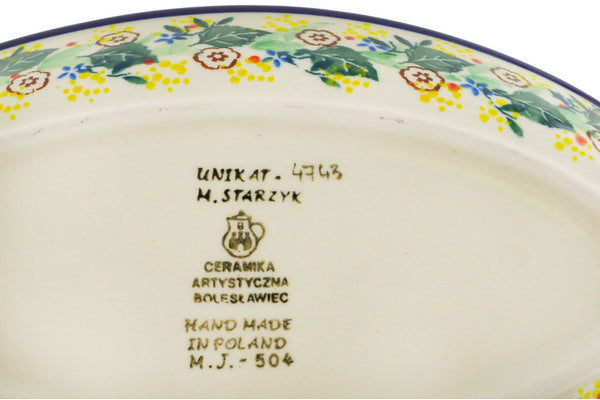 UNIKAT - 4743
M. STARZYK
B
CERAMIKA
ARTYSTYCZNA
BOLESŁAWIEC
HAND MADE
IN POLAND
M.J. - 504